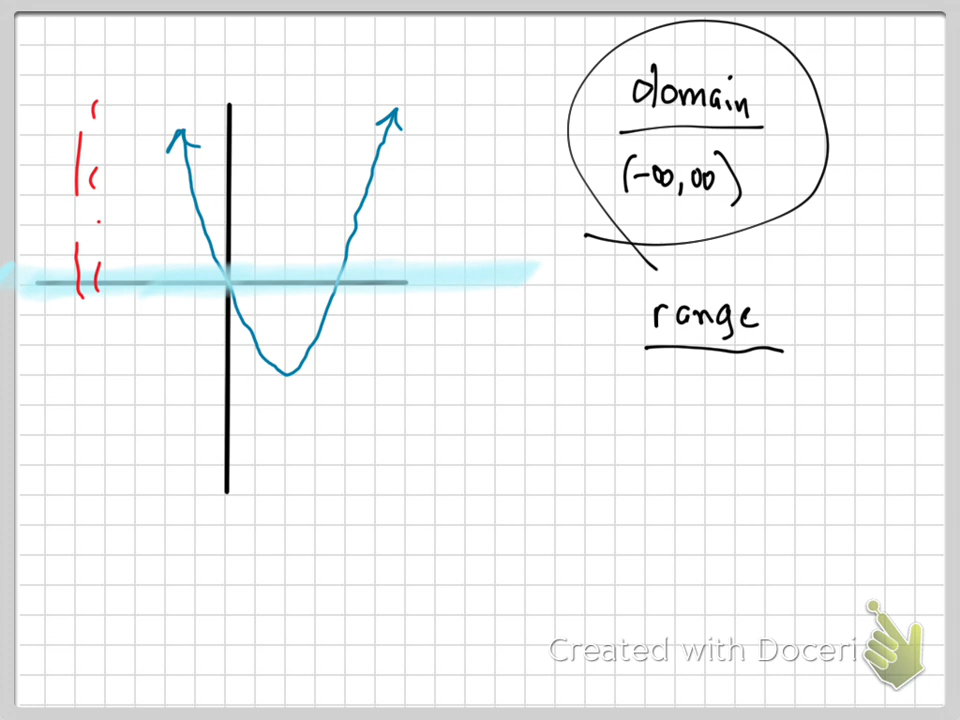 domain
(-∞, ∞)
range
Created with Doceri